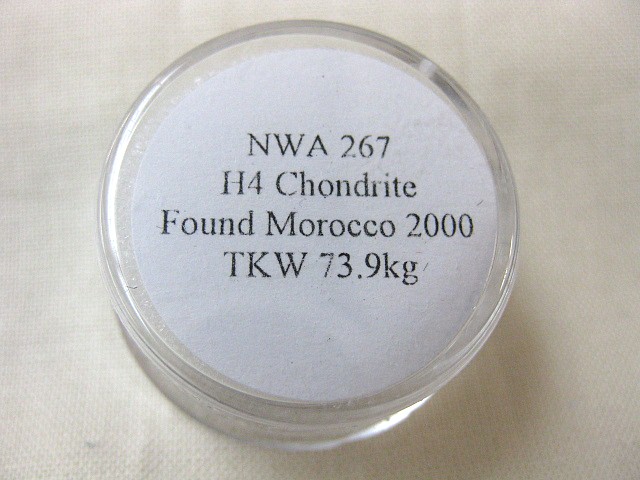 NWA 267
H4 Chondrite
Found Morocco 2000
TKW 73.9kg